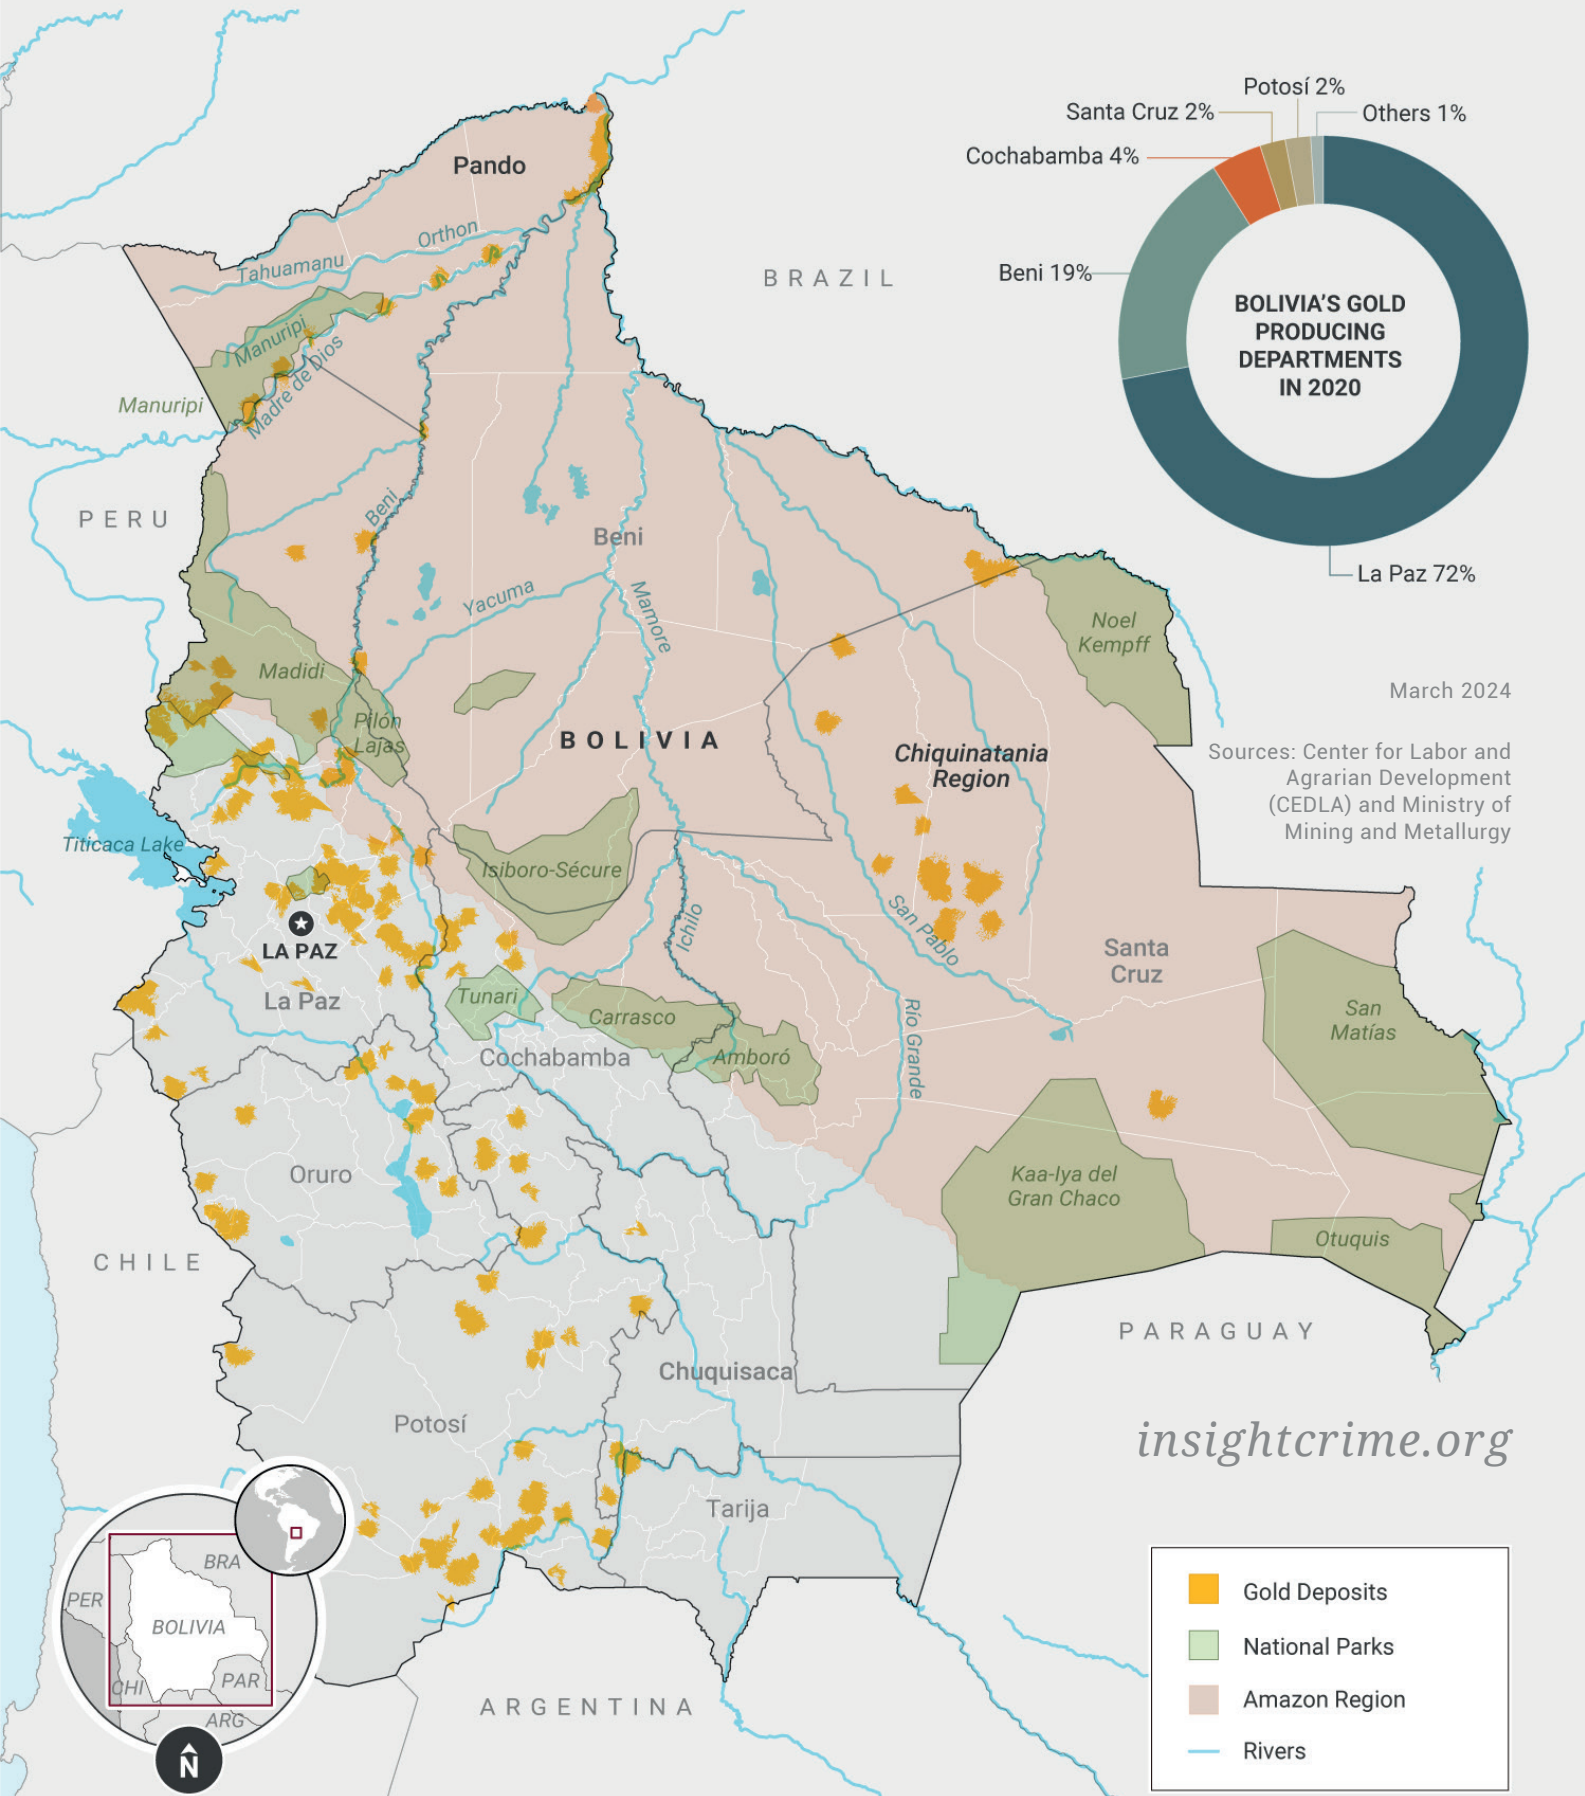 Potosí 2%
Santa Cruz 2%
Others 1%
Cochabamba 4%
Beni 19%
BOLIVIA'S GOLD
PRODUCING
DEPARTMENTS
IN 2020
La Paz 72%
Pando
Orthon
Tahuamanu
BRAZIL
Manuripi
Madre de Dios
Manuripi
PERU
Beni
Beni
Yacuma
Mamore
Noel
Kempff
Madidi
Pilón
Lajas
BOLIVIA
Chiquinatania
Region
March 2024
Sources: Center for Labor and
Agrarian Development
(CEDLA) and Ministry of
Mining and Metallurgy
Titicaca Lake
Isiboro-Sécure
LA PAZ
La Paz
Ichilo
San Pablo
Santa
Cruz
Tunari
Carrasco
Amboró
Río Grande
San
Matías
Cochabamba
Oruro
Kaa-Iya del
Gran Chaco
Otuquis
CHILE
PARAGUAY
Chuquisaca
Potosí
insightcrime.org
Tarija
BRA
PER
BOLIVIA
CHI
PAR
ARG
N
ARGENTINA
Gold Deposits
National Parks
Amazon Region
Rivers